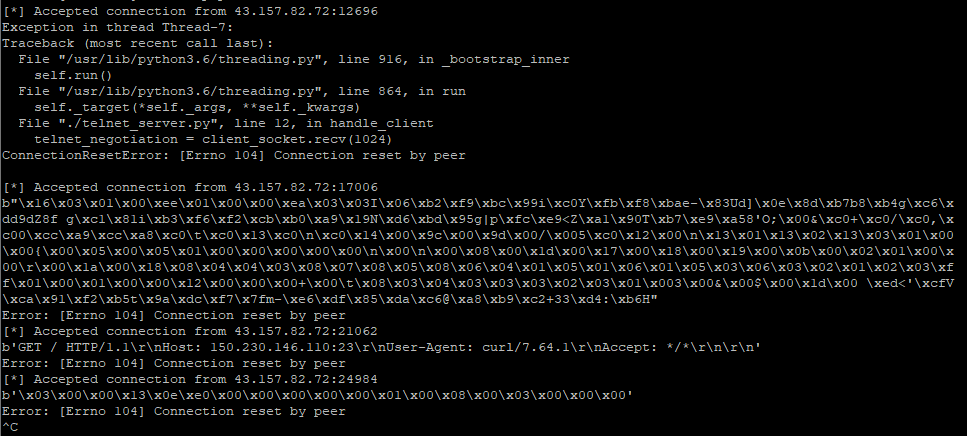 [*] Accepted connection from 43.157.82.72:12696
Exception in thread Thread-7:
Traceback (most recent call last):
  File "/usr/lib/python3.6/threading.py", line 916, in _bootstrap_inner
    self.run()
  File "/usr/lib/python3.6/threading.py", line 864, in run
    self._target(*self._args, **self._kwargs)
  File "./telnet_server.py", line 12, in handle_client
    telnet_negotiation = client_socket.recv(1024)
ConnectionResetError: [Errno 104] Connection reset by peer

[*] Accepted connection from 43.157.82.72:17006
b"\x16\x03\x01\x00\xee\x01\x00\x00\xea\x03\x03I\x06\xb2\xf9\xbc\x99i\xc0Y\xfb\xf8\xbae-\x83Ud]\x0e\x8d\xb7b8\xb4g\xc6\x
dd9dZ8f g\xc1\x81i\xb3\xf6\xf2\xcb\xb0\xa9\x19N\xd6\xbd\x95g|p\xfc\xe9<Z\xa1\x90T\xb7\xe9\xa58'O;\x00&\xc0+\xc0/\xc0,\
xc00\xcc\xa9\xcc\xa8\xc0\t\xc0\x13\xc0\n\xc0\x14\x00\x9c\x00\x9d\x00/\x005\xc0\x12\x00\n\x13\x01\x13\x02\x13\x03\x01\x00
\x00{\x00\x05\x00\x05\x01\x00\x00\x00\x00\x00\n\x00\n\x00\x08\x00\x1d\x00\x17\x00\x18\x00\x19\x00\x0b\x00\x02\x01\x00\x
00\r\x00\x1a\x00\x18\x08\x04\x04\x03\x08\x07\x08\x05\x08\x06\x04\x01\x05\x01\x06\x01\x05\x03\x06\x03\x02\x01\x02\x03\xf
f\x01\x00\x01\x00\x00\x12\x00\x00\x00+\x00\t\x08\x03\x04\x03\x03\x03\x02\x03\x01\x003\x00&\x00$\x00\x1d\x00 \xed<'\xcfV
\xca\x91\xf2\xb5t\x9a\xdc\xf7\x7fm-\xe6\xdf\x85\xda\xc6@\xa8\xb9\xc2+33\xd4:\xb6H"
Error: [Errno 104] Connection reset by peer
[*] Accepted connection from 43.157.82.72:21062
b'GET / HTTP/1.1\r\nHost: 150.230.146.110:23\r\nUser-Agent: curl/7.64.1\r\nAccept: */*\r\n\r\n'
Error: [Errno 104] Connection reset by peer
[*] Accepted connection from 43.157.82.72:24984
b'\x03\x00\x00\x13\x0e\xe0\x00\x00\x00\x00\x00\x01\x00\x08\x00\x03\x00\x00\x00'
Error: [Errno 104] Connection reset by peer
^C